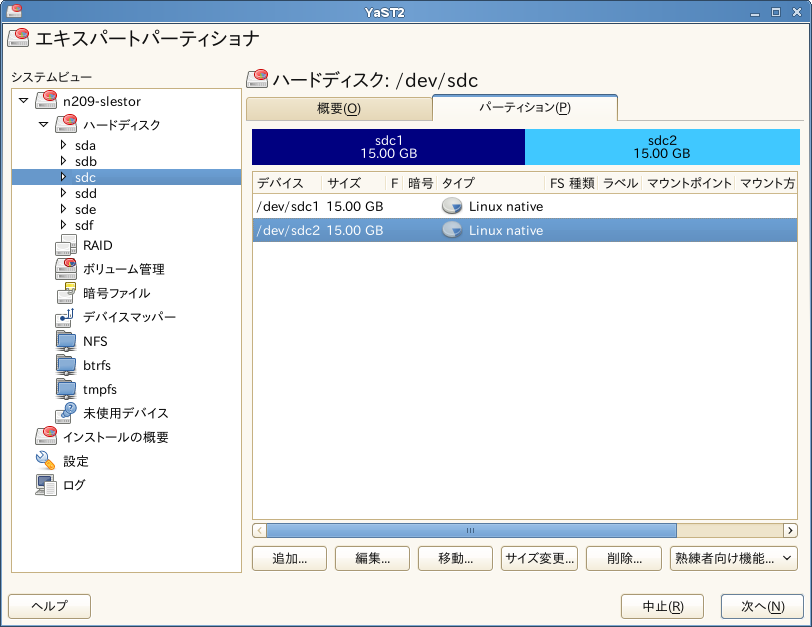 YaST2
エキスパートパーティショナ
システムビュー
n209-slestor
ハードディスク
sda
sdb
sdc
sdd
sde
sdf
RAID
ボリューム管理
暗号ファイル
デバイスマッパー
NFS
btrfs
tmpfs
未使用デバイス
インストールの概要
設定
ログ
ハードディスク: /dev/sdc
概要(O) パーティション(P)
sdc1 sdc2
15.00 GB 15.00 GB
デバイス サイズ F 暗号 タイプ FS 種類 ラベル マウントポイント マウント方
/dev/sdc1 15.00 GB Linux native
/dev/sdc2 15.00 GB Linux native
追加... 編集... 移動... サイズ変更... 削除... 熟練者向け機能...
ヘルプ 中止(R) 次へ(N)